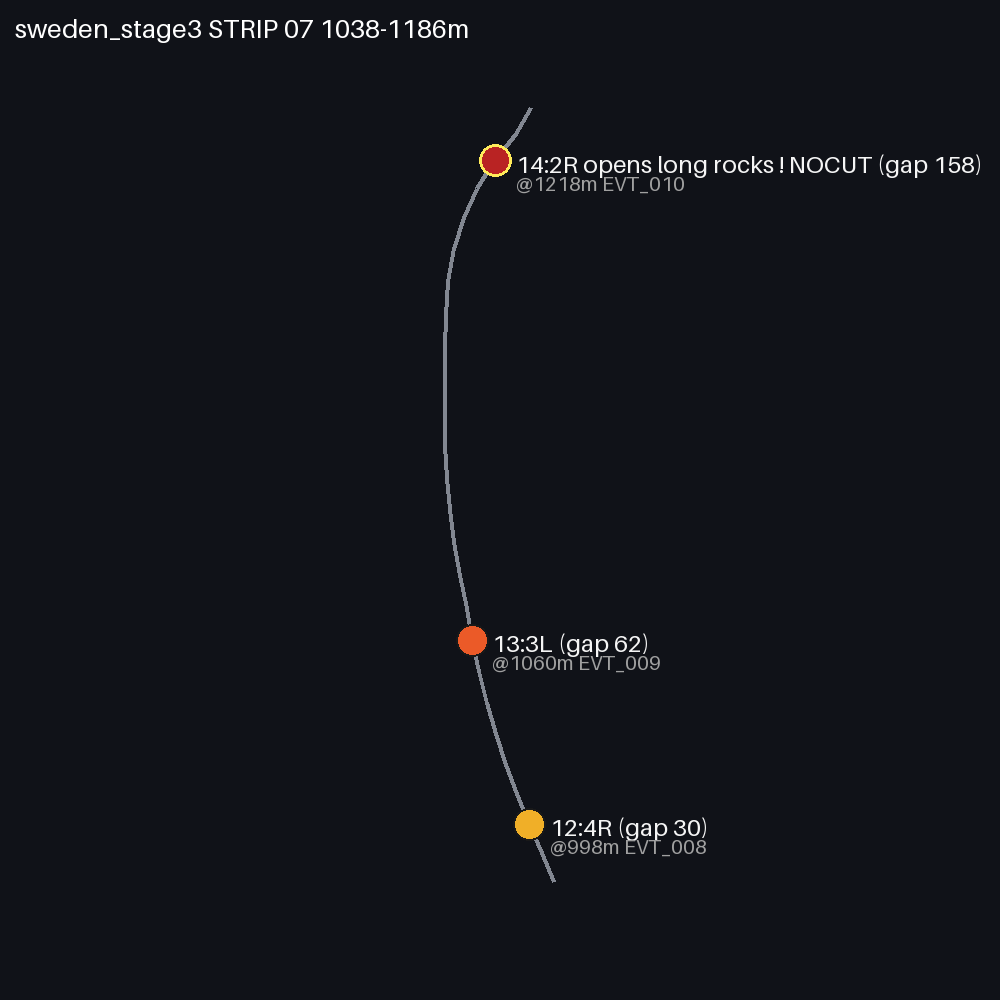 sweden_stage3 STRIP 07 1038-1186m
14:2R opens long rocks ! NOCUT (gap 158)
@1218m EVT_010
13:3L (gap 62)
@1060m EVT_009
12:4R (gap 30)
@998m EVT_008